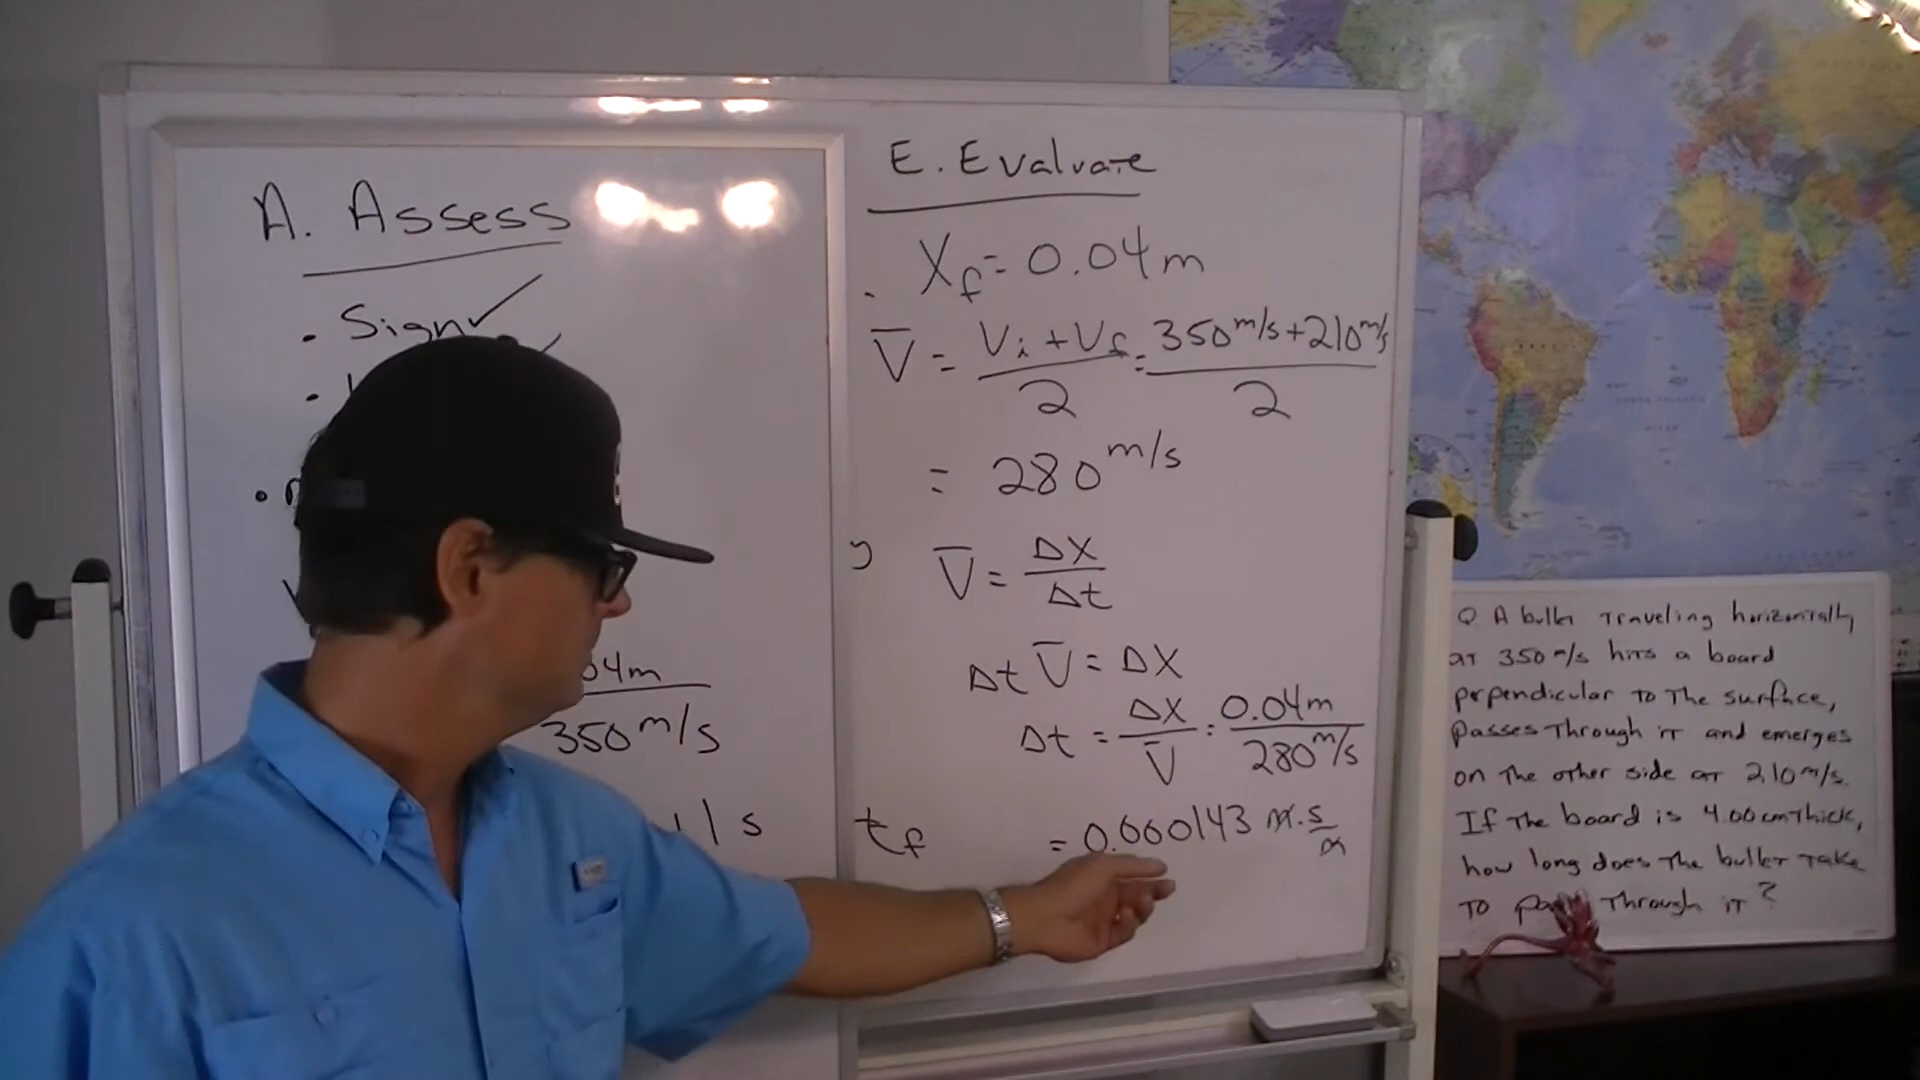 A. Assess
. Sign ✓
04m
350 m/s
/s
E. Evaluate
. Xf = 0.04m
V̅ = Vi + Vf / 2 = 350 m/s + 210 m/s / 2
= 280 m/s
V̅ = Δx / Δt
Δt V̅ = Δx
Δt = Δx / V̅ = 0.04m / 280 m/s
tf = 0.000143 m·s/m
Q A bullet Traveling horizontally
at 350 m/s hits a board
perpendicular to the surface,
passes Through it and emerges
on the other side at 210 m/s.
If the board is 4.00 cm Thick,
how long does the bullet take
To pass Through it?